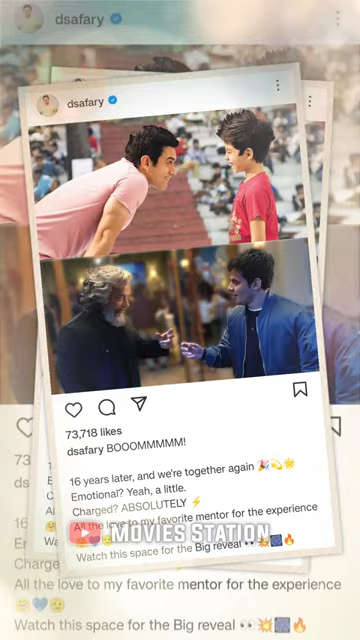 dsafary
dsafary
73,718 likes
dsafary BOOOMMMMM!
16 years later, and we're together again 🎉💫🌟
Emotional? Yeah, a little.
Charged? ABSOLUTELY ⚡
All the love to my favorite mentor for the experience
MOVIES STATION
Watch this space for the Big reveal 👀💥🎆🔥
73
16
Em
Charge
All the love to my favorite mentor for the experience
🤗💙🌟
Watch this space for the Big reveal 👀💥🎆🔥